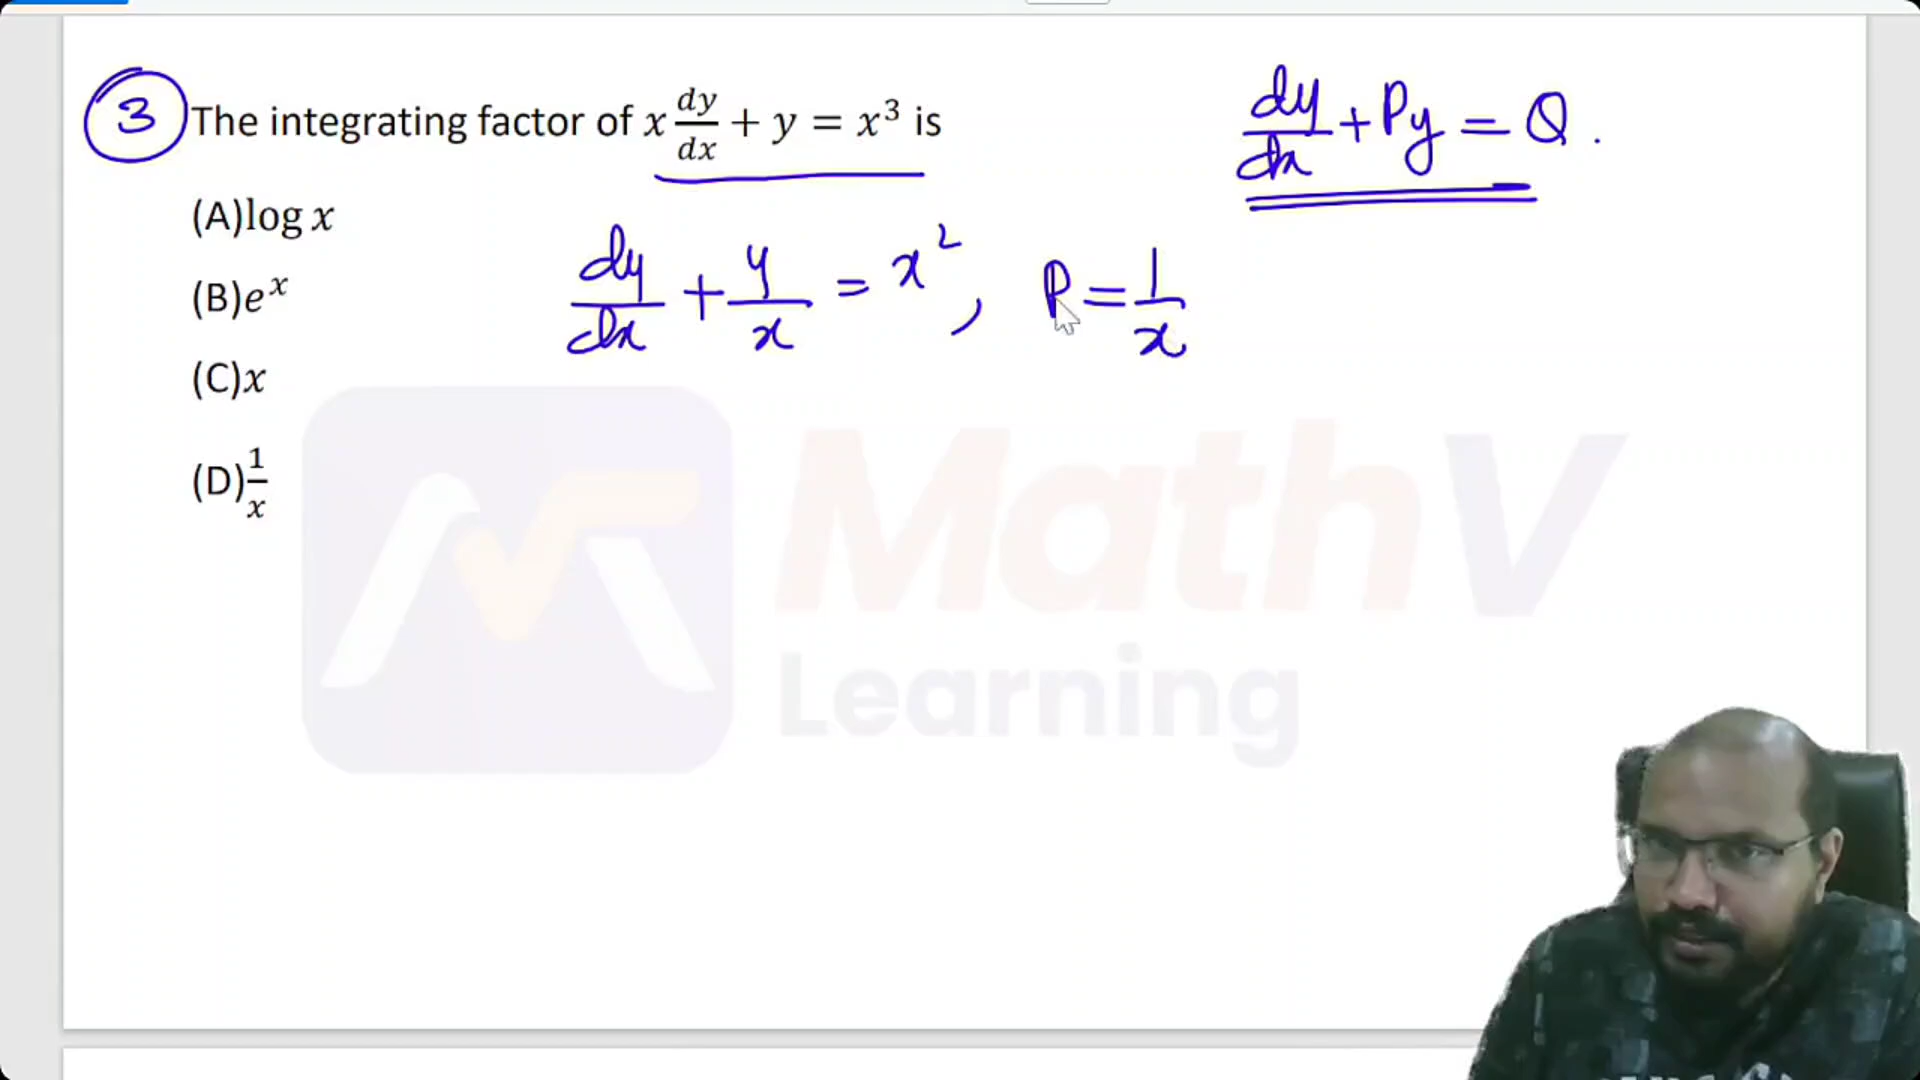 ③ The integrating factor of x dy/dx + y = x³ is
dy/dx + Py = Q.
(A) log x
dy/dx + y/x = x², P = 1/x
(B) eˣ
(C) x
(D) 1/x
MathV
Learning